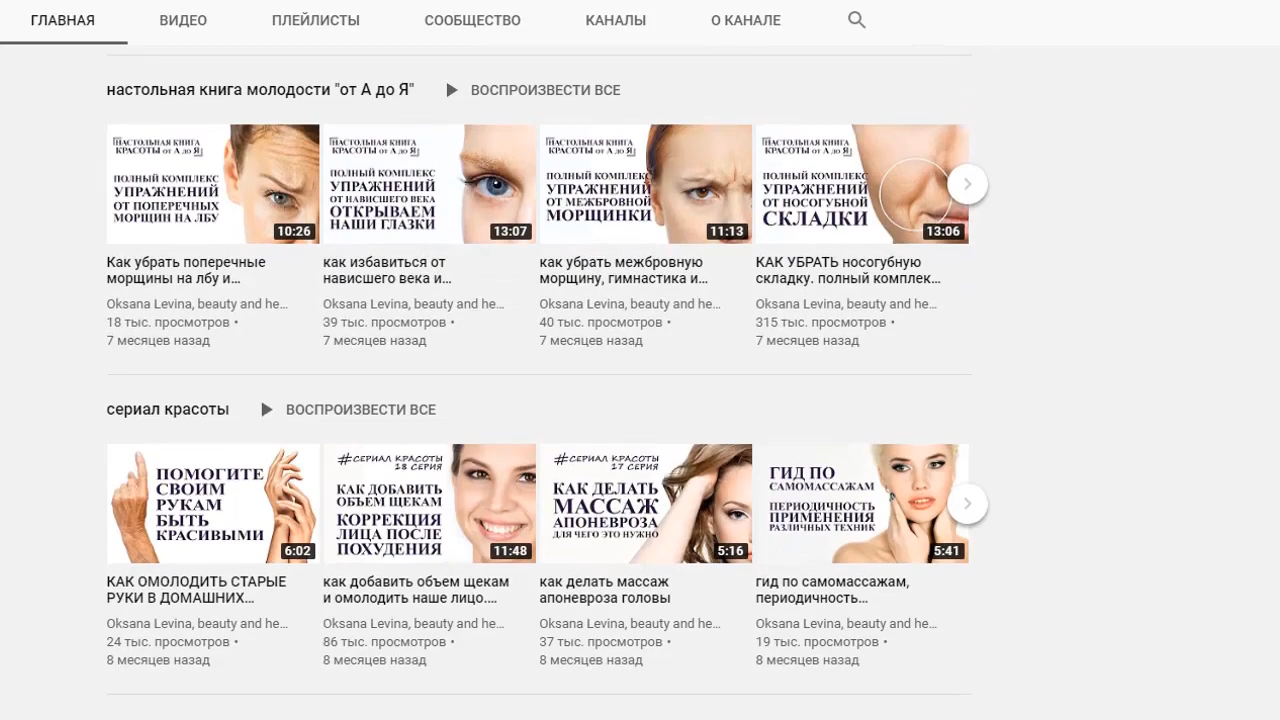 ГЛАВНАЯ ВИДЕО ПЛЕЙЛИСТЫ СООБЩЕСТВО КАНАЛЫ О КАНАЛЕ
настольная книга молодости "от А до Я" ВОСПРОИЗВЕСТИ ВСЕ
НАСТОЛЬНАЯ КНИГА
КРАСОТЫ от А до Я
ПОЛНЫЙ КОМПЛЕКС
УПРАЖНЕНИЙ
ОТ ПОПЕРЕЧНЫХ
МОРЩИН НА ЛБУ
10:26
НАСТОЛЬНАЯ КНИГА
КРАСОТЫ от А до Я
ПОЛНЫЙ КОМПЛЕКС
УПРАЖНЕНИЙ
ОТ НАВИСШЕГО ВЕКА
ОТКРЫВАЕМ
НАШИ ГЛАЗКИ
13:07
НАСТОЛЬНАЯ КНИГА
КРАСОТЫ от А до Я
ПОЛНЫЙ КОМПЛЕКС
УПРАЖНЕНИЙ
ОТ МЕЖБРОВНОЙ
МОРЩИНКИ
11:13
НАСТОЛЬНАЯ КНИГА
КРАСОТЫ от А до Я
ПОЛНЫЙ КОМПЛЕКС
УПРАЖНЕНИЙ
ОТ НОСОГУБНОЙ
СКЛАДКИ
13:06
Как убрать поперечные
морщины на лбу и...
Oksana Levina, beauty and he...
18 тыс. просмотров •
7 месяцев назад
как избавиться от
нависшего века и...
Oksana Levina, beauty and he...
39 тыс. просмотров •
7 месяцев назад
как убрать межбровную
морщину, гимнастика и...
Oksana Levina, beauty and he...
40 тыс. просмотров •
7 месяцев назад
КАК УБРАТЬ носогубную
складку. полный комплек...
Oksana Levina, beauty and he...
315 тыс. просмотров •
7 месяцев назад
сериал красоты ВОСПРОИЗВЕСТИ ВСЕ
ПОМОГИТЕ
СВОИМ
РУКАМ
БЫТЬ
КРАСИВЫМИ
6:02
#СЕРИАЛ КРАСОТЫ
18 СЕРИЯ
КАК ДОБАВИТЬ
ОБЪЕМ ЩЕКАМ
КОРРЕКЦИЯ
ЛИЦА ПОСЛЕ
ПОХУДЕНИЯ
11:48
#СЕРИАЛ КРАСОТЫ
17 СЕРИЯ
КАК ДЕЛАТЬ
МАССАЖ
АПОНЕВРОЗА
ДЛЯ ЧЕГО ЭТО НУЖНО
5:16
ГИД ПО
САМОМАССАЖАМ
ПЕРИОДИЧНОСТЬ
ПРИМЕНЕНИЯ
РАЗЛИЧНЫХ ТЕХНИК
5:41
КАК ОМОЛОДИТЬ СТАРЫЕ
РУКИ В ДОМАШНИХ...
Oksana Levina, beauty and he...
24 тыс. просмотров •
8 месяцев назад
как добавить объем щекам
и омолодить наше лицо....
Oksana Levina, beauty and he...
86 тыс. просмотров •
8 месяцев назад
как делать массаж
апоневроза головы
Oksana Levina, beauty and he...
37 тыс. просмотров •
8 месяцев назад
гид по самомассажам,
периодичность...
Oksana Levina, beauty and he...
19 тыс. просмотров •
8 месяцев назад